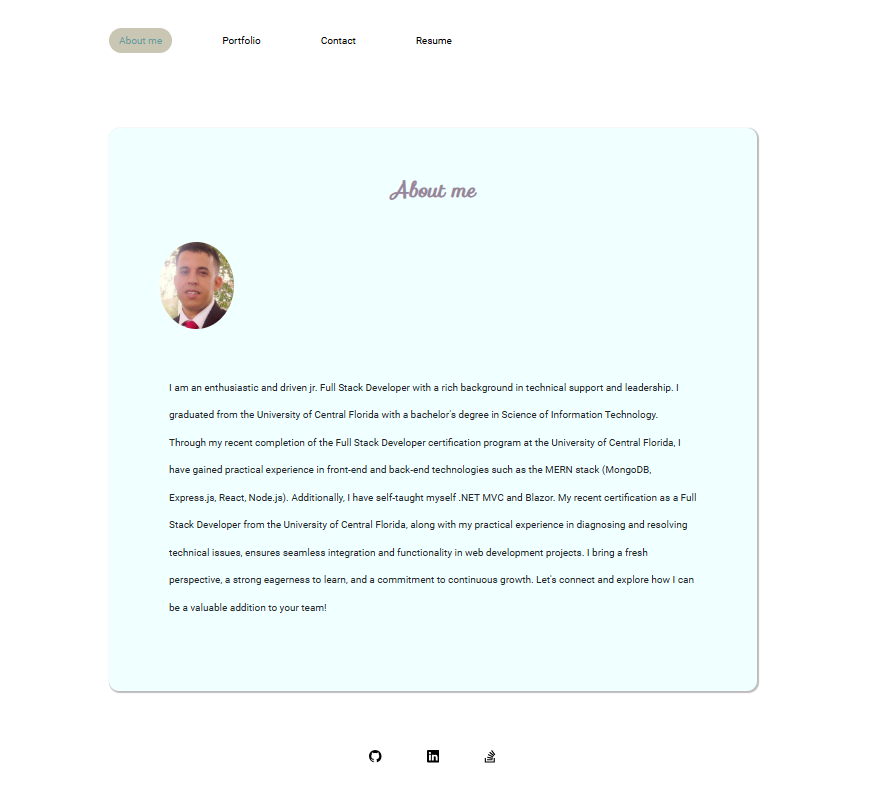 About me
Portfolio
Contact
Resume
About me
I am an enthusiastic and driven jr. Full Stack Developer with a rich background in technical support and leadership. I
graduated from the University of Central Florida with a bachelor's degree in Science of Information Technology.
Through my recent completion of the Full Stack Developer certification program at the University of Central Florida, I
have gained practical experience in front-end and back-end technologies such as the MERN stack (MongoDB,
Express.js, React, Node.js). Additionally, I have self-taught myself .NET MVC and Blazor. My recent certification as a Full
Stack Developer from the University of Central Florida, along with my practical experience in diagnosing and resolving
technical issues, ensures seamless integration and functionality in web development projects. I bring a fresh
perspective, a strong eagerness to learn, and a commitment to continuous growth. Let's connect and explore how I can
be a valuable addition to your team!
in